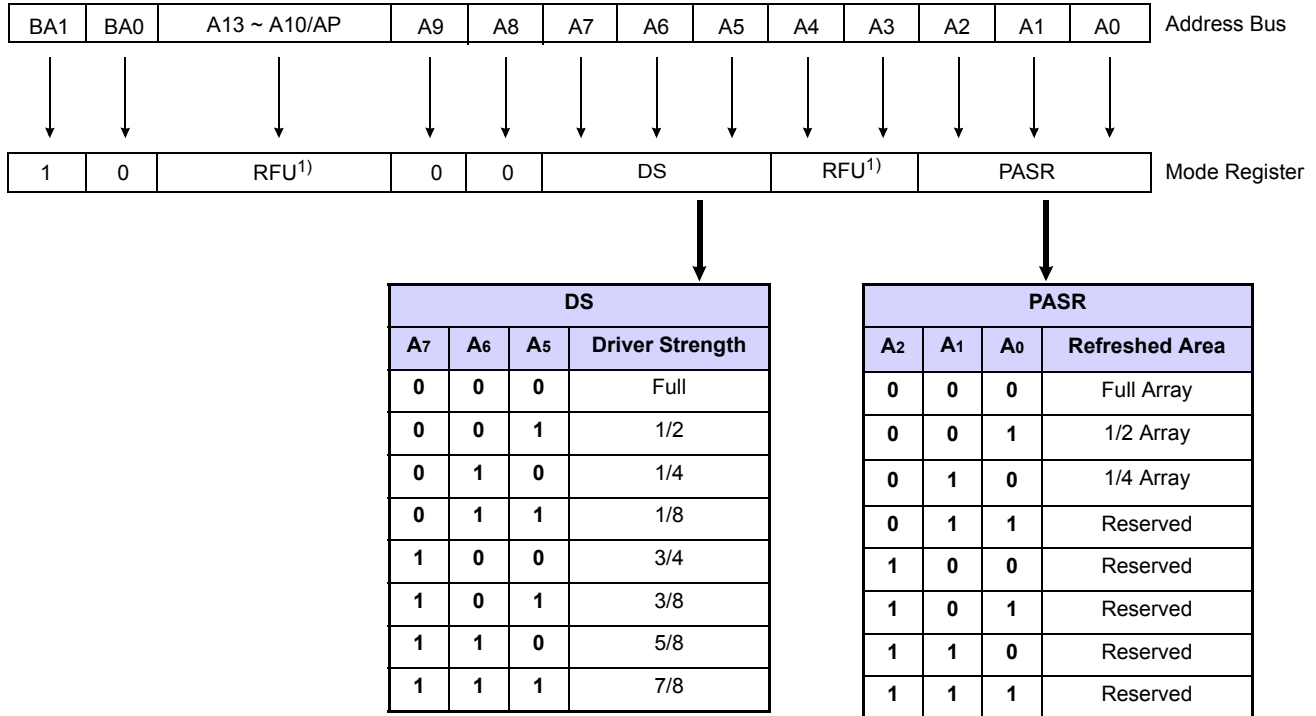 BA1 BA0 A13 ~ A10/AP A9 A8 A7 A6 A5 A4 A3 A2 A1 A0 Address Bus
1 0 RFU1) 0 0 DS RFU1) PASR Mode Register
DS
A7 A6 A5 Driver Strength
0 0 0 Full
0 0 1 1/2
0 1 0 1/4
0 1 1 1/8
1 0 0 3/4
1 0 1 3/8
1 1 0 5/8
1 1 1 7/8
PASR
A2 A1 A0 Refreshed Area
0 0 0 Full Array
0 0 1 1/2 Array
0 1 0 1/4 Array
0 1 1 Reserved
1 0 0 Reserved
1 0 1 Reserved
1 1 0 Reserved
1 1 1 Reserved